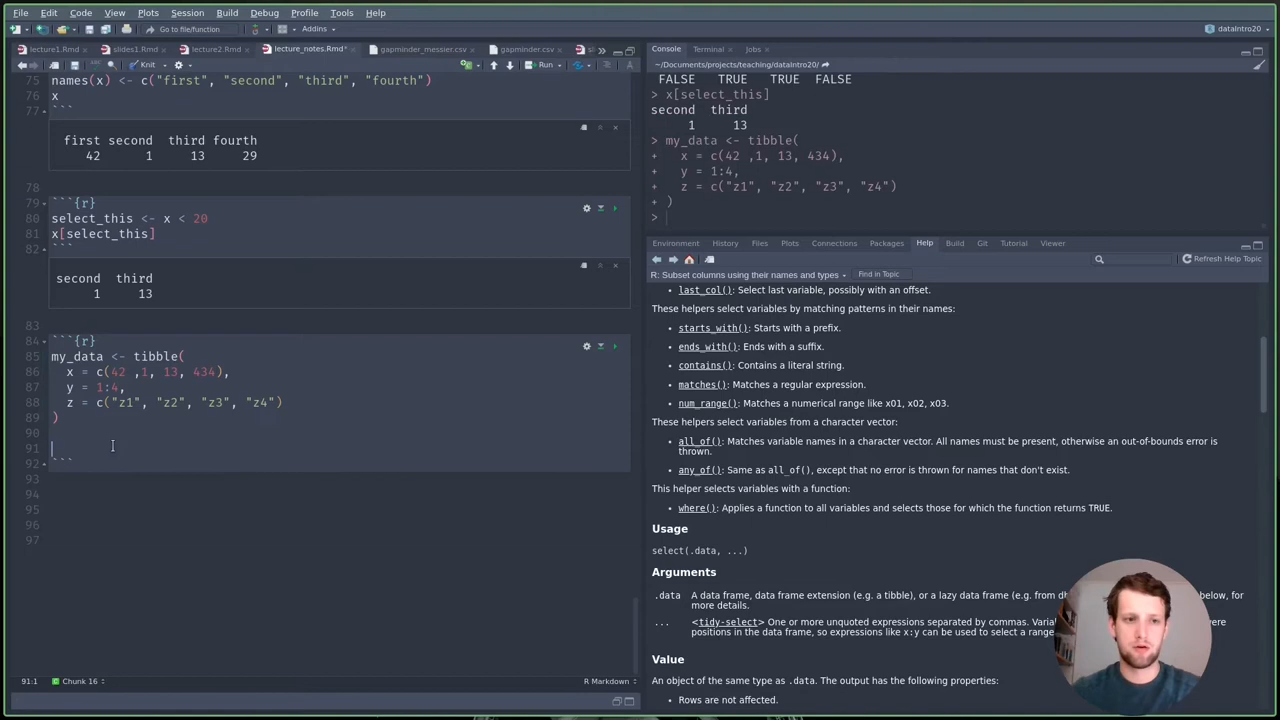 File Edit Code View Plots Session Build Debug Profile Tools Help
Go to file/function Addins dataIntro20
lecture1.Rmd slides1.Rmd lecture2.Rmd lecture_notes.Rmd* gapminder_messier.csv gapminder.csv
Knit Run
75 names(x) <- c("first", "second", "third", "fourth")
76 x
77 ```
first second third fourth
42 1 13 29
78
79 ```{r}
80 select_this <- x < 20
81 x[select_this]
82 ```
second third
1 13
83
84 ```{r}
85 my_data <- tibble(
86 x = c(42 ,1, 13, 434),
87 y = 1:4,
88 z = c("z1", "z2", "z3", "z4")
89 )
90
91
92 ```
93
94
95
96
97
91:1 Chunk 16 R Markdown
Console Terminal Jobs
~/Documents/projects/teaching/dataIntro20/
FALSE TRUE TRUE FALSE
> x[select_this]
second third
1 13
> my_data <- tibble(
+ x = c(42 ,1, 13, 434),
+ y = 1:4,
+ z = c("z1", "z2", "z3", "z4")
+ )
>
Environment History Files Plots Connections Packages Help Build Git Tutorial Viewer
Refresh Help Topic
R: Subset columns using their names and types Find in Topic
• last_col(): Select last variable, possibly with an offset.
These helpers select variables by matching patterns in their names:
• starts_with(): Starts with a prefix.
• ends_with(): Ends with a suffix.
• contains(): Contains a literal string.
• matches(): Matches a regular expression.
• num_range(): Matches a numerical range like x01, x02, x03.
These helpers select variables from a character vector:
• all_of(): Matches variable names in a character vector. All names must be present, otherwise an out-of-bounds error is
thrown.
• any_of(): Same as all_of(), except that no error is thrown for names that don't exist.
This helper selects variables with a function:
• where(): Applies a function to all variables and selects those for which the function returns TRUE.
Usage
select(.data, ...)
Arguments
.data A data frame, data frame extension (e.g. a tibble), or a lazy data frame (e.g. from below, for
more details.
... <tidy-select> One or more unquoted expressions separated by commas. were
positions in the data frame, so expressions like x:y can be used to select a range
Value
An object of the same type as .data. The output has the following properties:
• Rows are not affected.